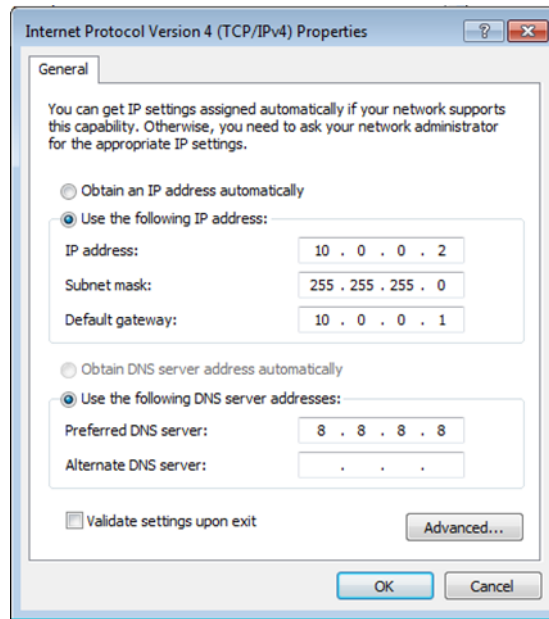 Internet Protocol Version 4 (TCP/IPv4) Properties
General
You can get IP settings assigned automatically if your network supports
this capability. Otherwise, you need to ask your network administrator
for the appropriate IP settings.
Obtain an IP address automatically
Use the following IP address:
IP address: 10 . 0 . 0 . 2
Subnet mask: 255 . 255 . 255 . 0
Default gateway: 10 . 0 . 0 . 1
Obtain DNS server address automatically
Use the following DNS server addresses:
Preferred DNS server: 8 . 8 . 8 . 8
Alternate DNS server: . . .
Validate settings upon exit
Advanced...
OK Cancel